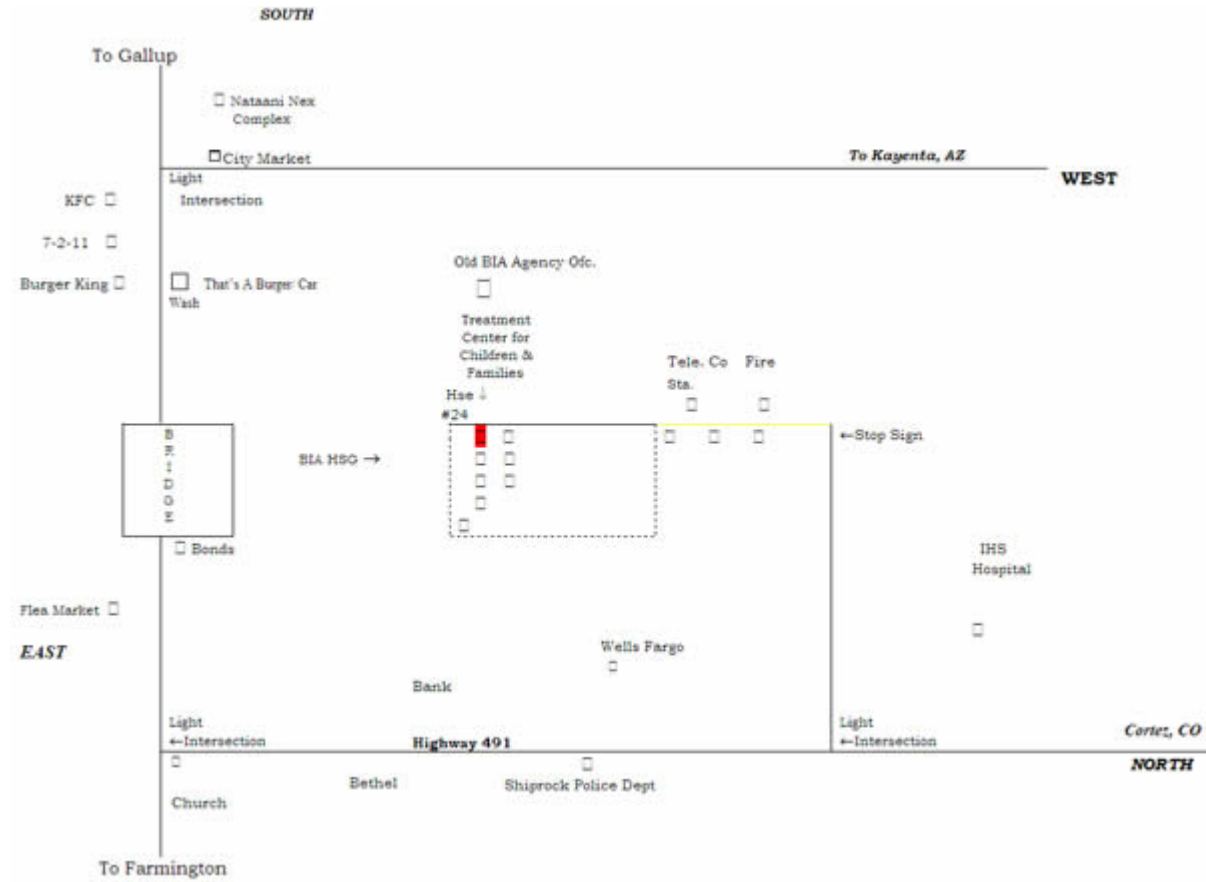 SOUTH
To Gallup
Nataani Nex
Complex
City Market
To Kayenta, AZ
WEST
Light
Intersection
KFC
7-2-11
Burger King
That's A Burger Car
Wash
Old BIA Agency Ofc.
Treatment
Center for
Children &
Families
Hse ↓
#24
Tele. Co Fire
Sta.
BRIDGE
BIA HSG →
←Stop Sign
Bonds
IHS
Hospital
Flea Market
EAST
Wells Fargo
Bank
Light
←Intersection
Highway 491
Light
←Intersection
Cortez, CO
NORTH
Bethel
Shiprock Police Dept
Church
To Farmington